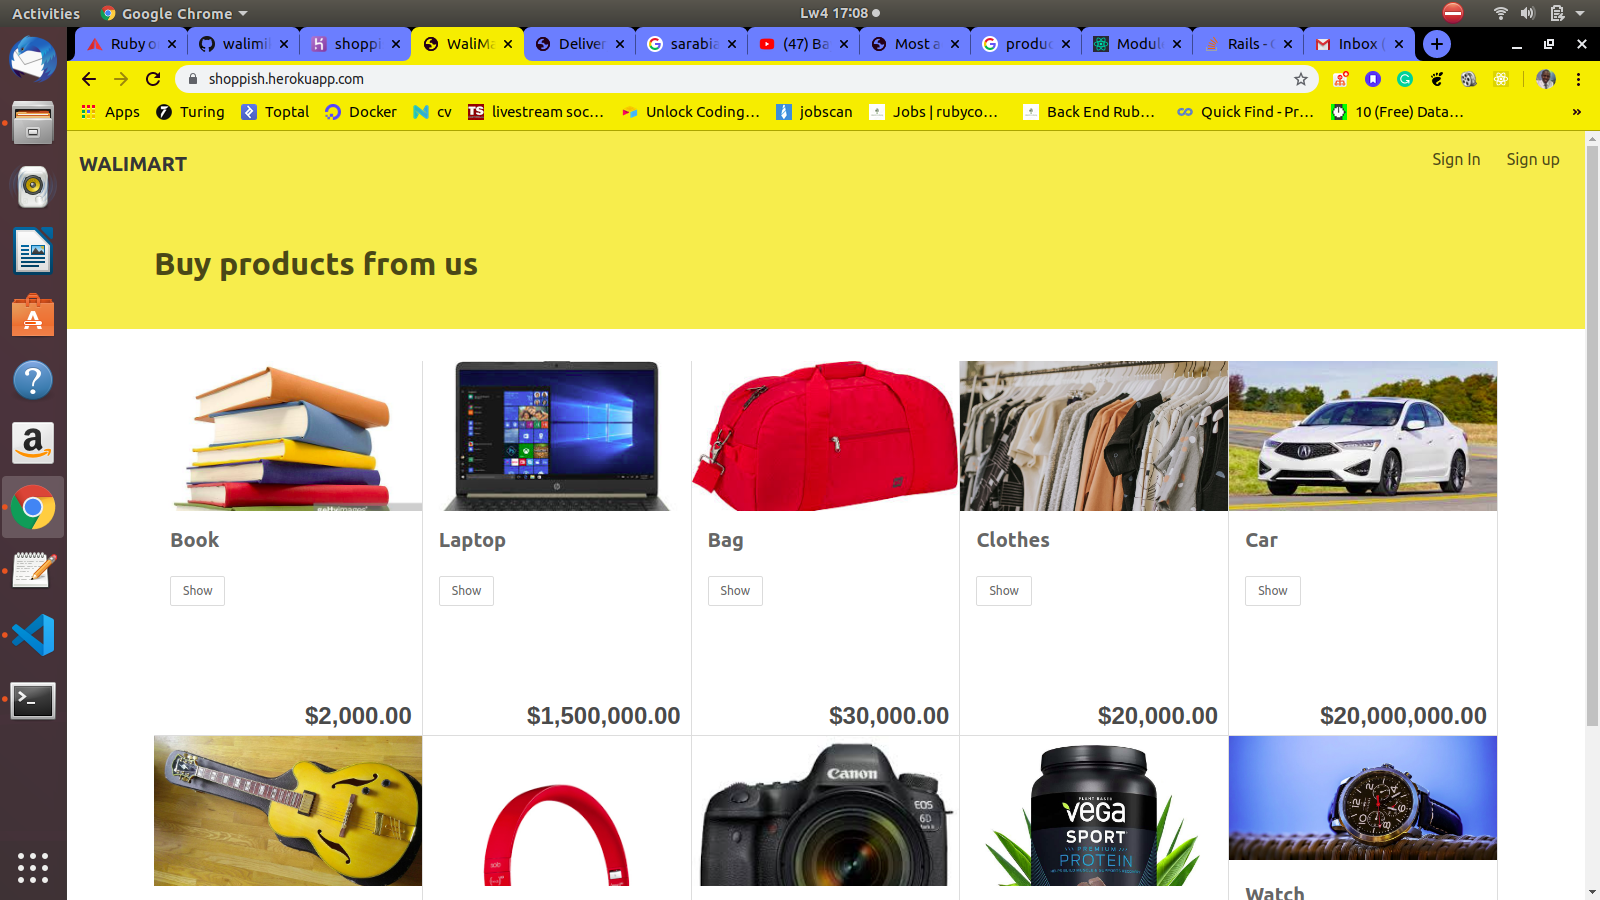 Activities Google Chrome Lw4 17:08
Ruby o walimi shoppi WaliMa Deliver sarabia (47) Ba Most a produc Modul Rails - Inbox (
shoppish.herokuapp.com
Apps Turing Toptal Docker cv livestream soc... Unlock Coding... jobscan Jobs | rubyco... Back End Rub... Quick Find - Pr... 10 (Free) Data... »
WALIMART Sign In Sign up
Buy products from us
Canon
EOS
6D
PLANT-BASED
vega
SPORT
PREMIUM
PROTEIN
Book Laptop Bag Clothes Car
Show Show Show Show Show
$2,000.00 $1,500,000.00 $30,000.00 $20,000.00 $20,000,000.00
Watch